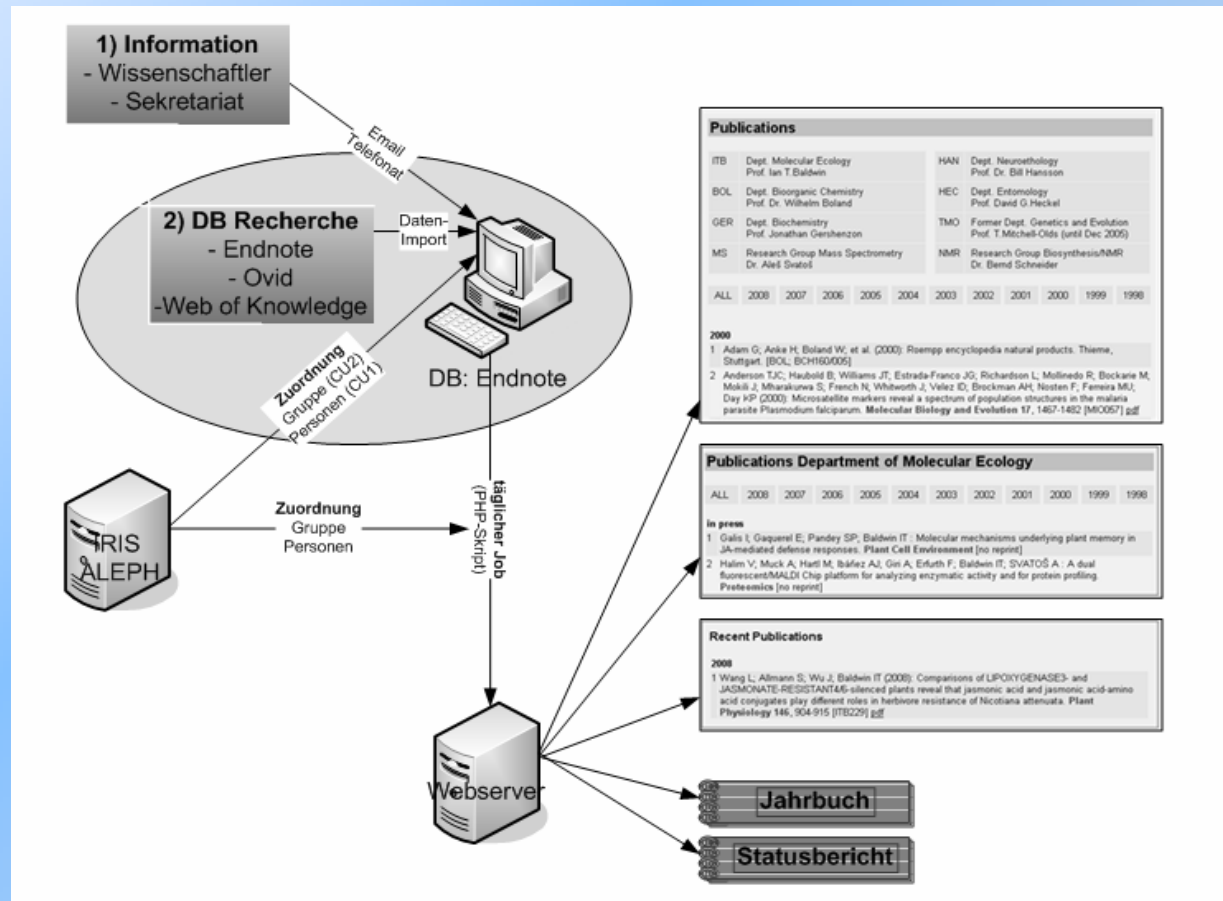 1) Information
- Wissenschaftler
- Sekretariat
Email
Telefonat
2) DB Recherche
- Endnote
- Ovid
-Web of Knowledge
Daten-
Import
DB: Endnote
Zuordnung
Gruppe (CU2)
Personen (CU1)
IRIS
ALEPH
Zuordnung
Gruppe
Personen
täglicher Job
(PHP-Skript)
Webserver
Publications
ITB Dept. Molecular Ecology
Prof. Ian T.Baldwin
HAN Dept. Neuroethology
Prof. Dr. Bill Hansson
BOL Dept. Bioorganic Chemistry
Prof. Dr. Wilhelm Boland
HEC Dept. Entomology
Prof. David G.Heckel
GER Dept. Biochemistry
Prof. Jonathan Gershenzon
TMO Former Dept. Genetics and Evolution
Prof. T.Mitchell-Olds (until Dec 2005)
MS Research Group Mass Spectrometry
Dr. Aleš Svatoš
NMR Research Group Biosynthesis/NMR
Dr. Bernd Schneider
ALL 2008 2007 2006 2005 2004 2003 2002 2001 2000 1999 1998
2000
1 Adam G; Anke H; Boland W; et al. (2000): Roempp encyclopedia natural products. Thieme,
Stuttgart. [BOL; BCH160/005]
2 Anderson TJC; Haubold B; Williams JT; Estrada-Franco JG; Richardson L; Mollinedo R; Bockarie M;
Mokili J; Mharakurwa S; French N; Whitworth J; Velez ID; Brockman AH; Nosten F; Ferreira MU;
Day KP (2000): Microsatellite markers reveal a spectrum of population structures in the malaria
parasite Plasmodium falciparum. Molecular Biology and Evolution 17, 1467-1482 [MIO057] pdf
Publications Department of Molecular Ecology
ALL 2008 2007 2006 2005 2004 2003 2002 2001 2000 1999 1998
in press
1 Galis I; Gaquerel E; Pandey SP; Baldwin IT : Molecular mechanisms underlying plant memory in
JA-mediated defense responses. Plant Cell Environment [no reprint]
2 Halim V; Muck A; Hartl M; Ibáñez AJ; Giri A; Erfurth F; Baldwin IT; SVATOŠ A : A dual
fluorescent/MALDI Chip platform for analyzing enzymatic activity and for protein profiling.
Proteomics [no reprint]
Recent Publications
2008
1 Wang L; Allmann S; Wu J; Baldwin IT (2008): Comparisons of LIPOXYGENASE3- and
JASMONATE-RESISTANT4/6-silenced plants reveal that jasmonic acid and jasmonic acid-amino
acid conjugates play different roles in herbivore resistance of Nicotiana attenuata. Plant
Physiology 146, 904-915 [ITB229] pdf
Jahrbuch
Statusbericht